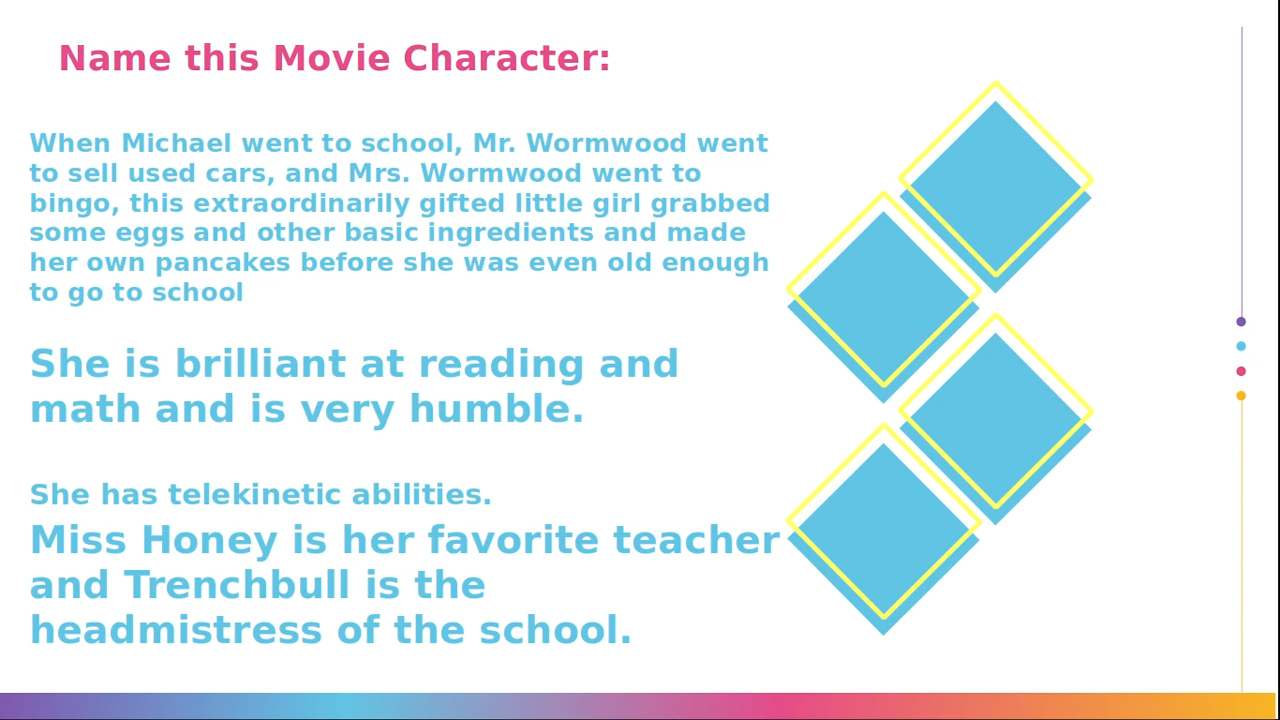 Name this Movie Character:
When Michael went to school, Mr. Wormwood went
to sell used cars, and Mrs. Wormwood went to
bingo, this extraordinarily gifted little girl grabbed
some eggs and other basic ingredients and made
her own pancakes before she was even old enough
to go to school
She is brilliant at reading and
math and is very humble.
She has telekinetic abilities.
Miss Honey is her favorite teacher
and Trenchbull is the
headmistress of the school.